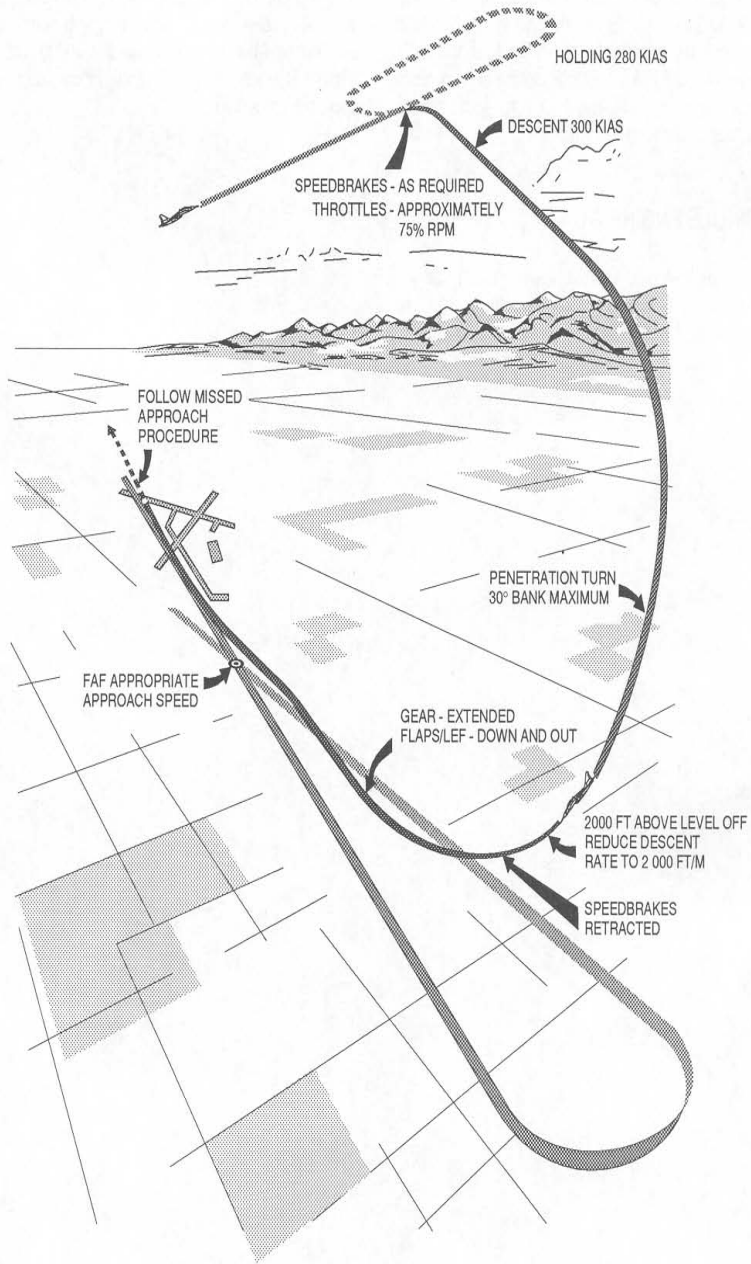 HOLDING 280 KIAS
DESCENT 300 KIAS
SPEEDBRAKES - AS REQUIRED
THROTTLES - APPROXIMATELY
75% RPM
FOLLOW MISSED
APPROACH
PROCEDURE
PENETRATION TURN
30° BANK MAXIMUM
FAF APPROPRIATE
APPROACH SPEED
GEAR - EXTENDED
FLAPS/LEF - DOWN AND OUT
2000 FT ABOVE LEVEL OFF
REDUCE DESCENT
RATE TO 2 000 FT/M
SPEEDBRAKES
RETRACTED